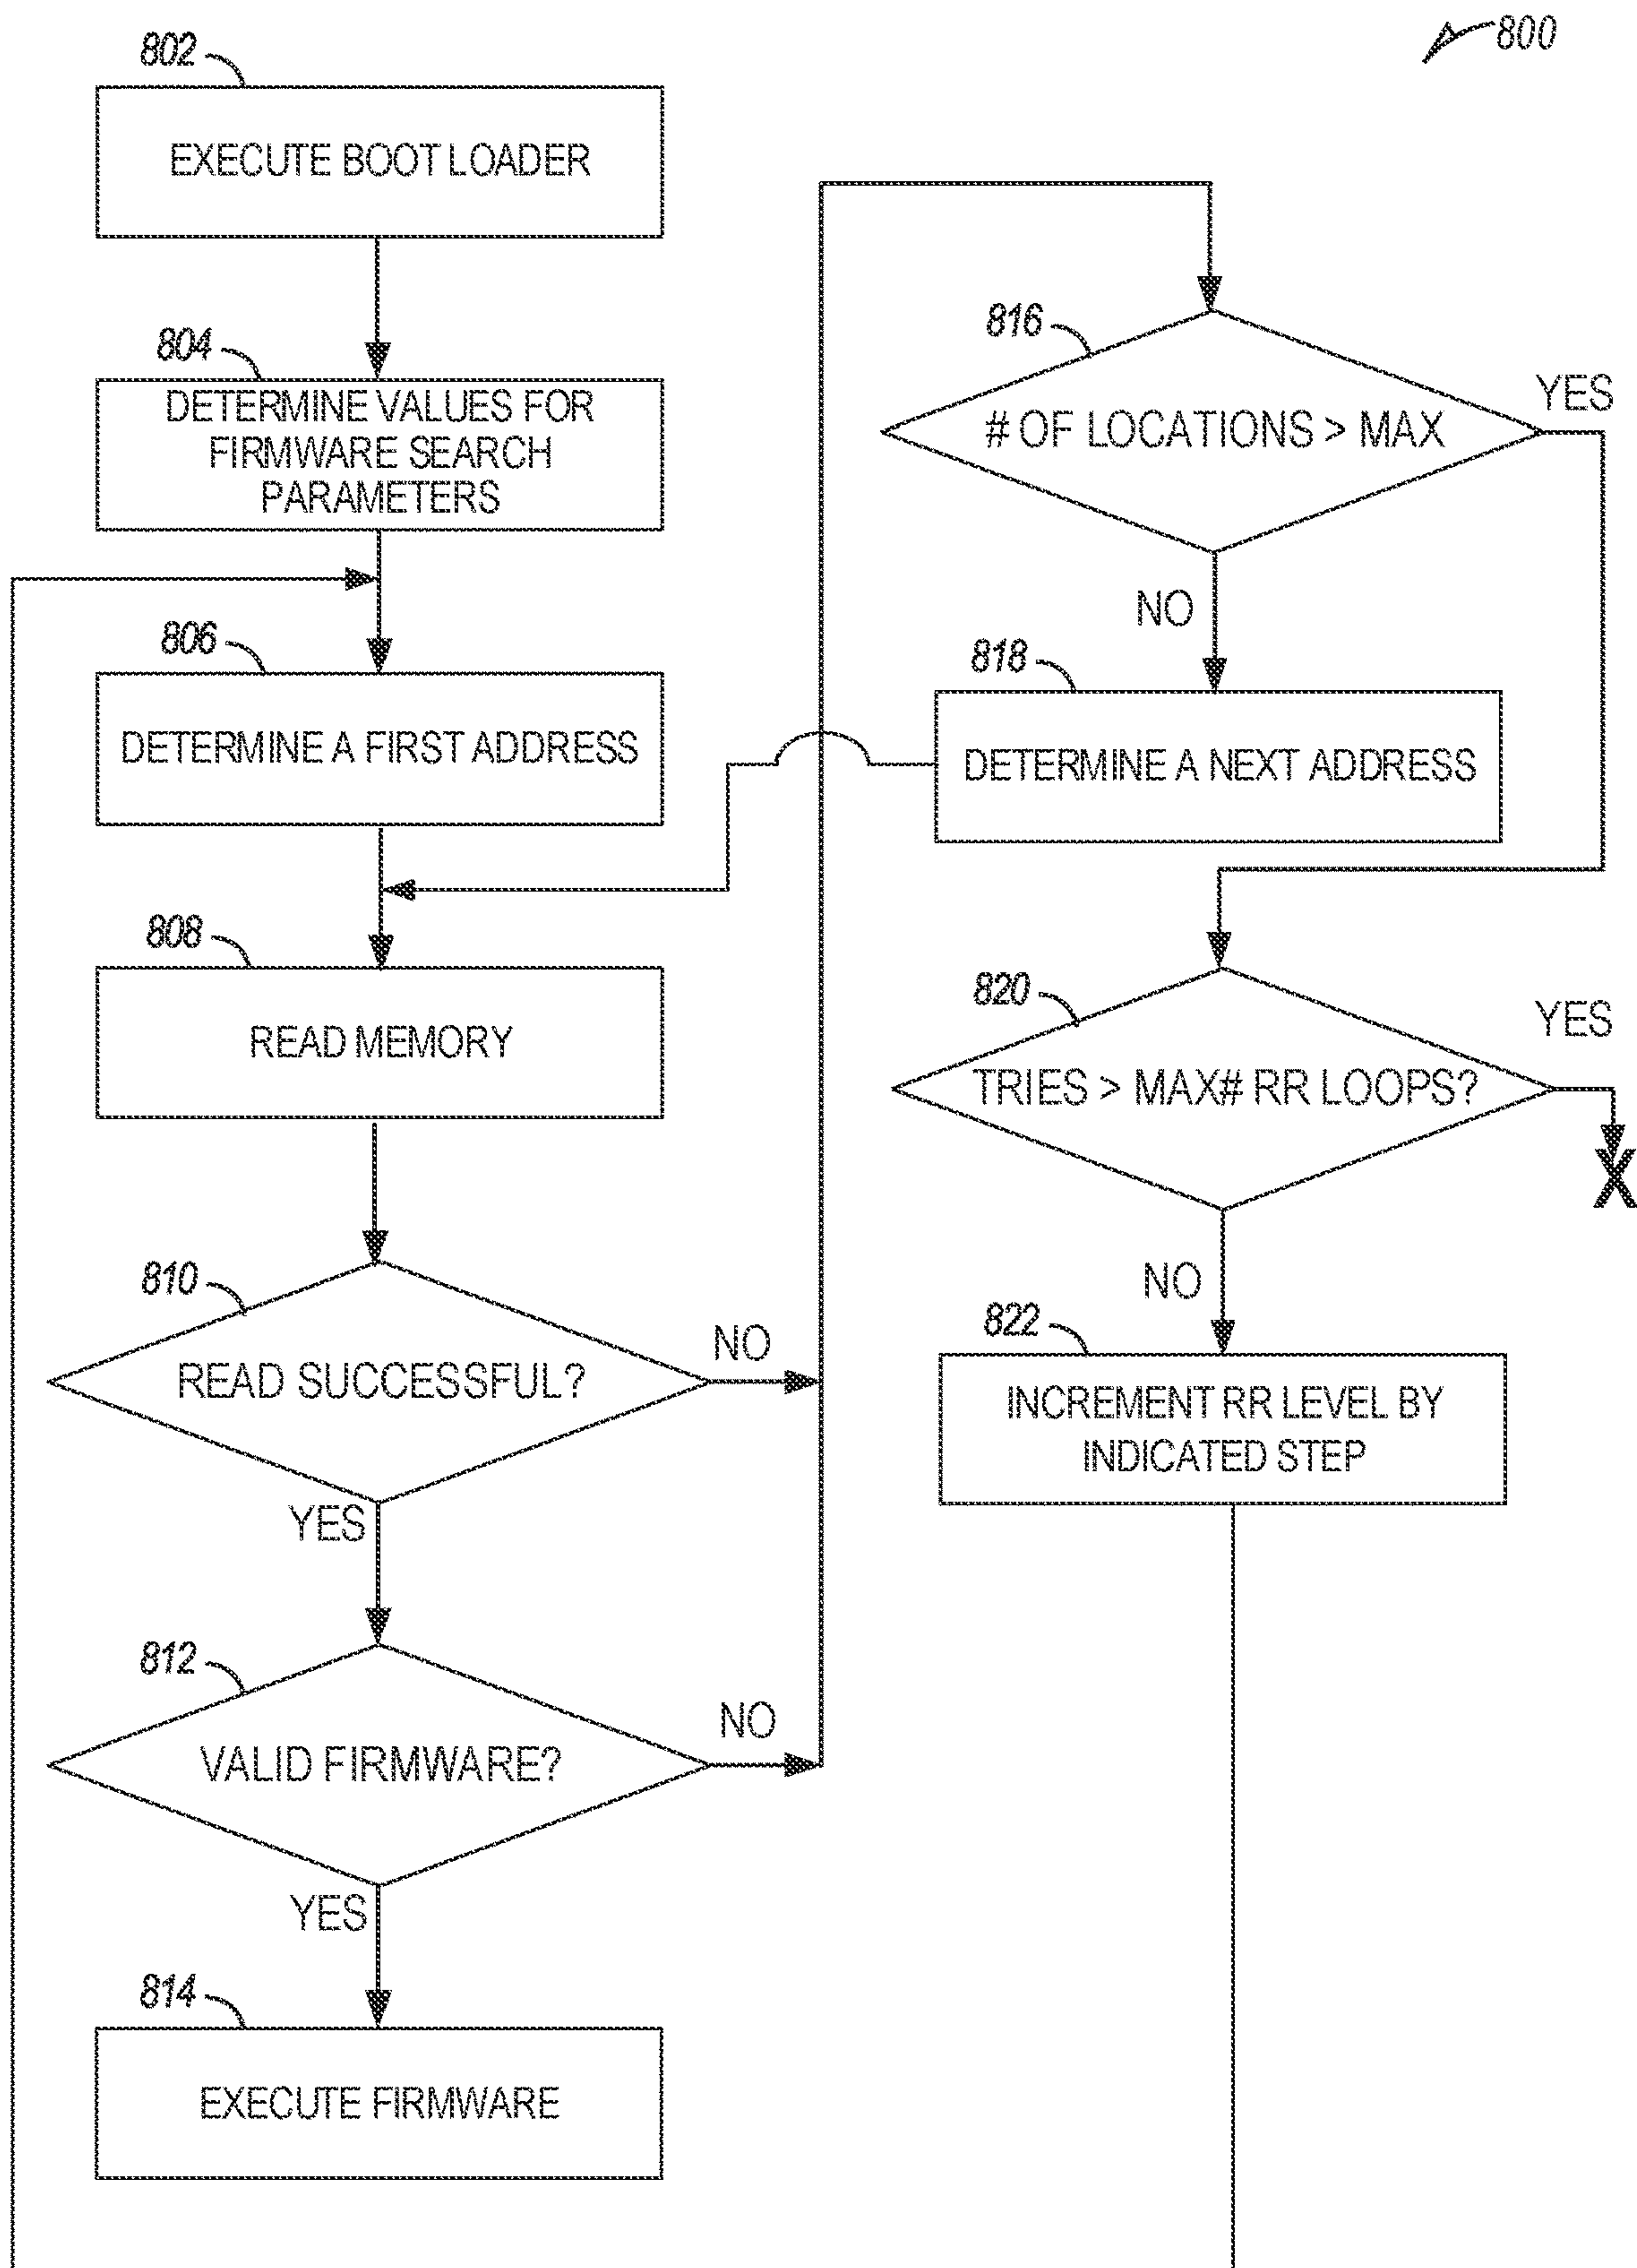 800
802
EXECUTE BOOT LOADER
804
DETERMINE VALUES FOR
FIRMWARE SEARCH
PARAMETERS
806
DETERMINE A FIRST ADDRESS
808
READ MEMORY
810
READ SUCCESSFUL?
NO
YES
812
VALID FIRMWARE?
NO
YES
814
EXECUTE FIRMWARE
816
# OF LOCATIONS > MAX
YES
NO
818
DETERMINE A NEXT ADDRESS
820
TRIES > MAX# RR LOOPS?
YES
X
NO
822
INCREMENT RR LEVEL BY
INDICATED STEP